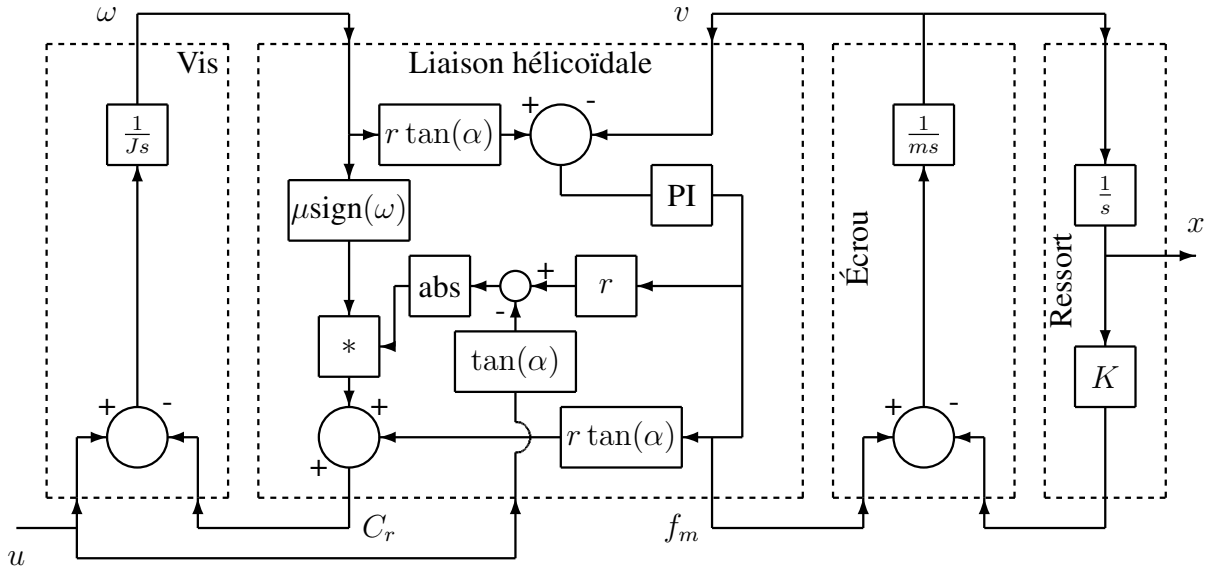 ω
v
Vis
Liaison hélicoïdale
1/(Js)
r tan(α)
+
-
1/(ms)
PI
1/s
μsign(ω)
x
Écrou
Ressort
abs
+
r
-
*
tan(α)
K
+
-
+
+
r tan(α)
+
-
u
C_r
f_m